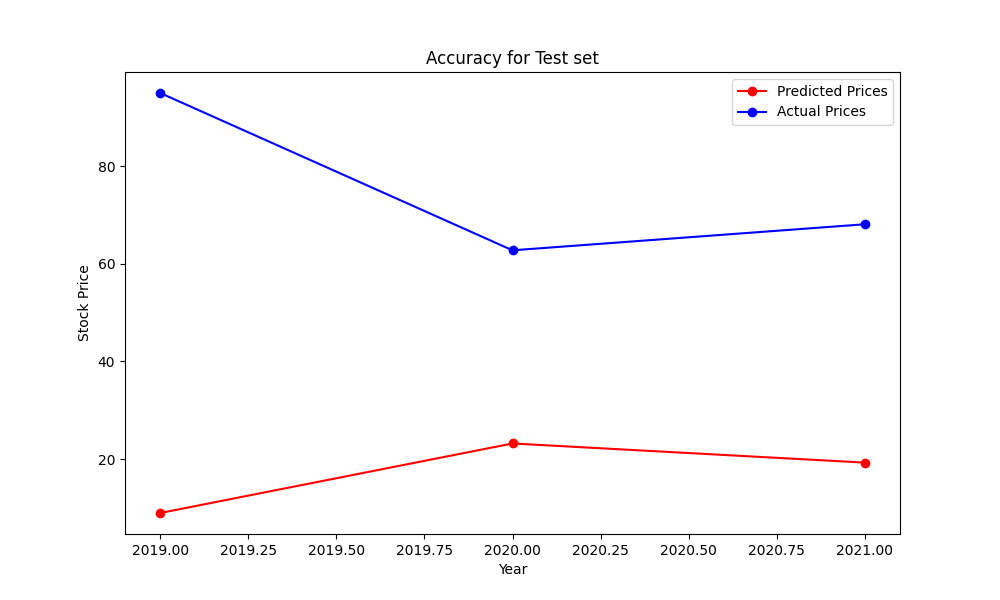 Accuracy for Test set
Predicted Prices
Actual Prices
Stock Price
80
60
40
20
2019.00 2019.25 2019.50 2019.75 2020.00 2020.25 2020.50 2020.75 2021.00
Year